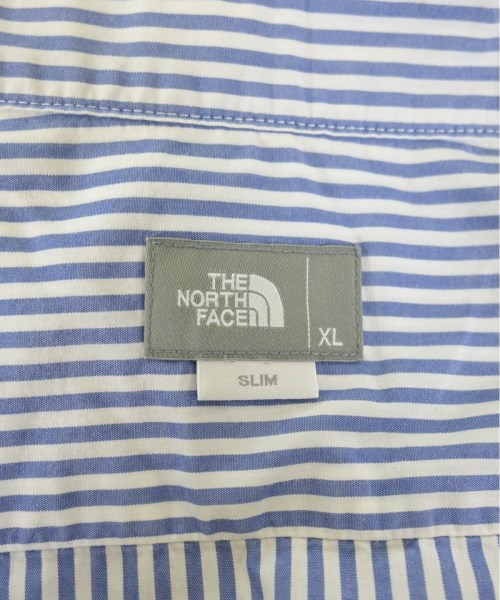 THE
NORTH
FACE
XL
SLIM